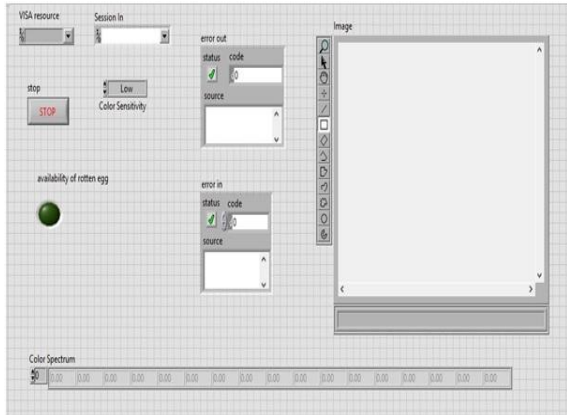 VISA resource
Session In
Image
error out
status code
0
source
stop
STOP
Low
Color Sensitivity
availability of rotten egg
error in
status code
0
source
Color Spectrum
0 0.00 0.00 0.00 0.00 0.00 0.00 0.00 0.00 0.00 0.00 0.00 0.00 0.00 0.00 0.00 0.00 0.00